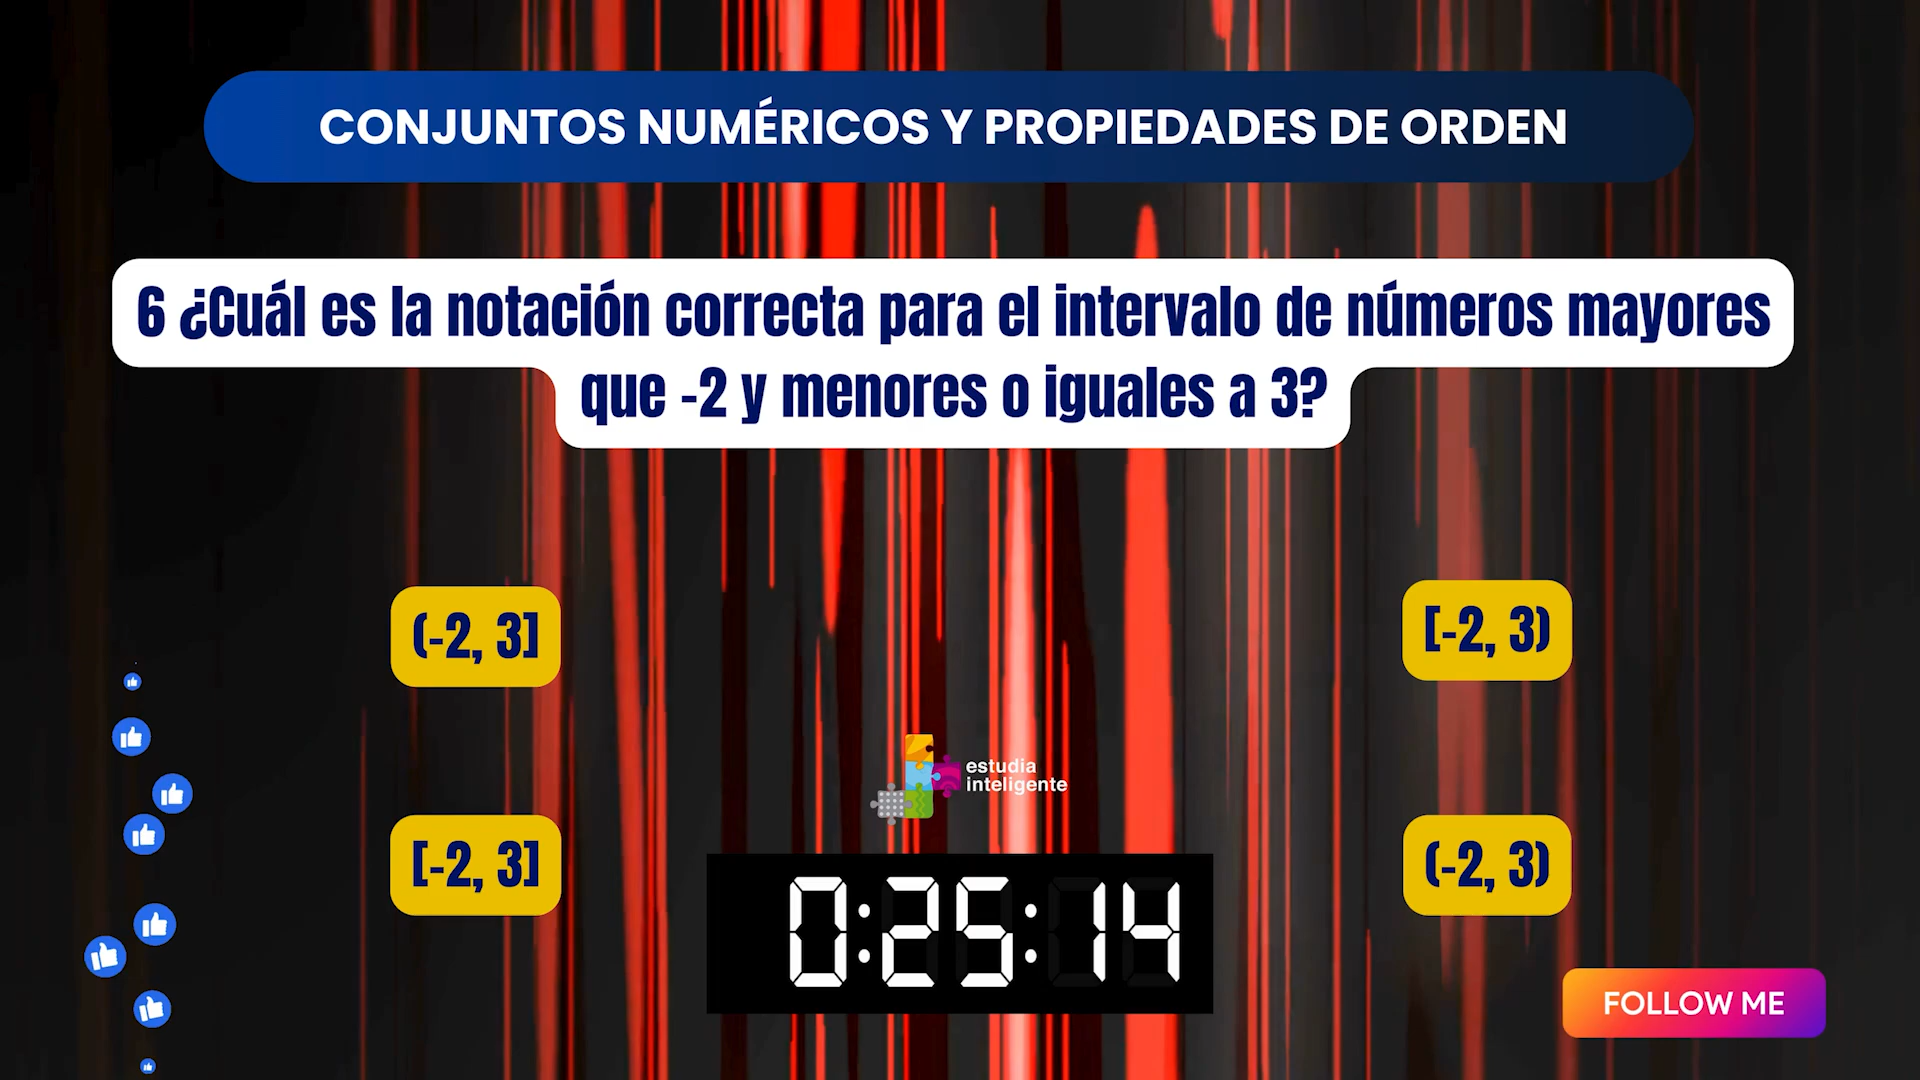 CONJUNTOS NUMÉRICOS Y PROPIEDADES DE ORDEN
6 ¿Cuál es la notación correcta para el intervalo de números mayores
que -2 y menores o iguales a 3?
(-2, 3]
[-2, 3)
estudia
inteligente
[-2, 3]
(-2, 3)
0:25:14
FOLLOW ME